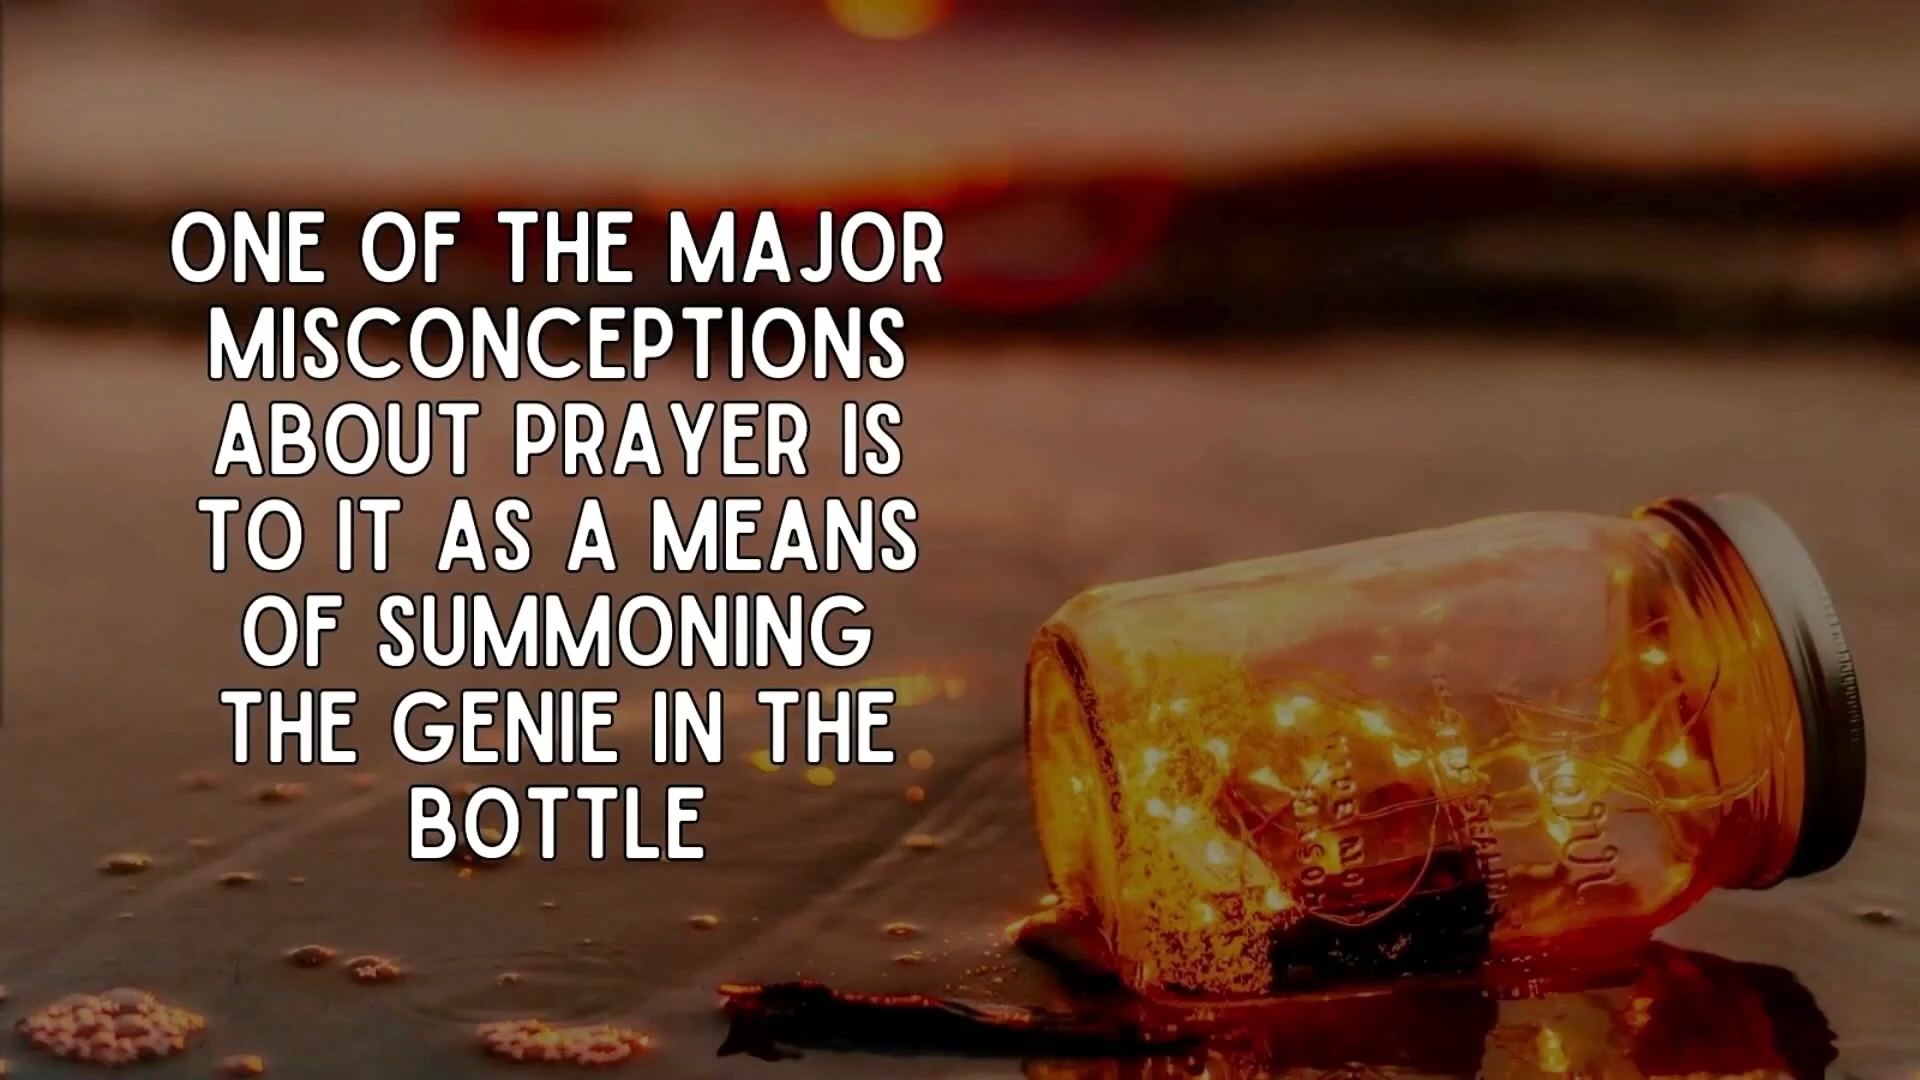 ONE OF THE MAJOR
MISCONCEPTIONS
ABOUT PRAYER IS
TO IT AS A MEANS
OF SUMMONING
THE GENIE IN THE
BOTTLE